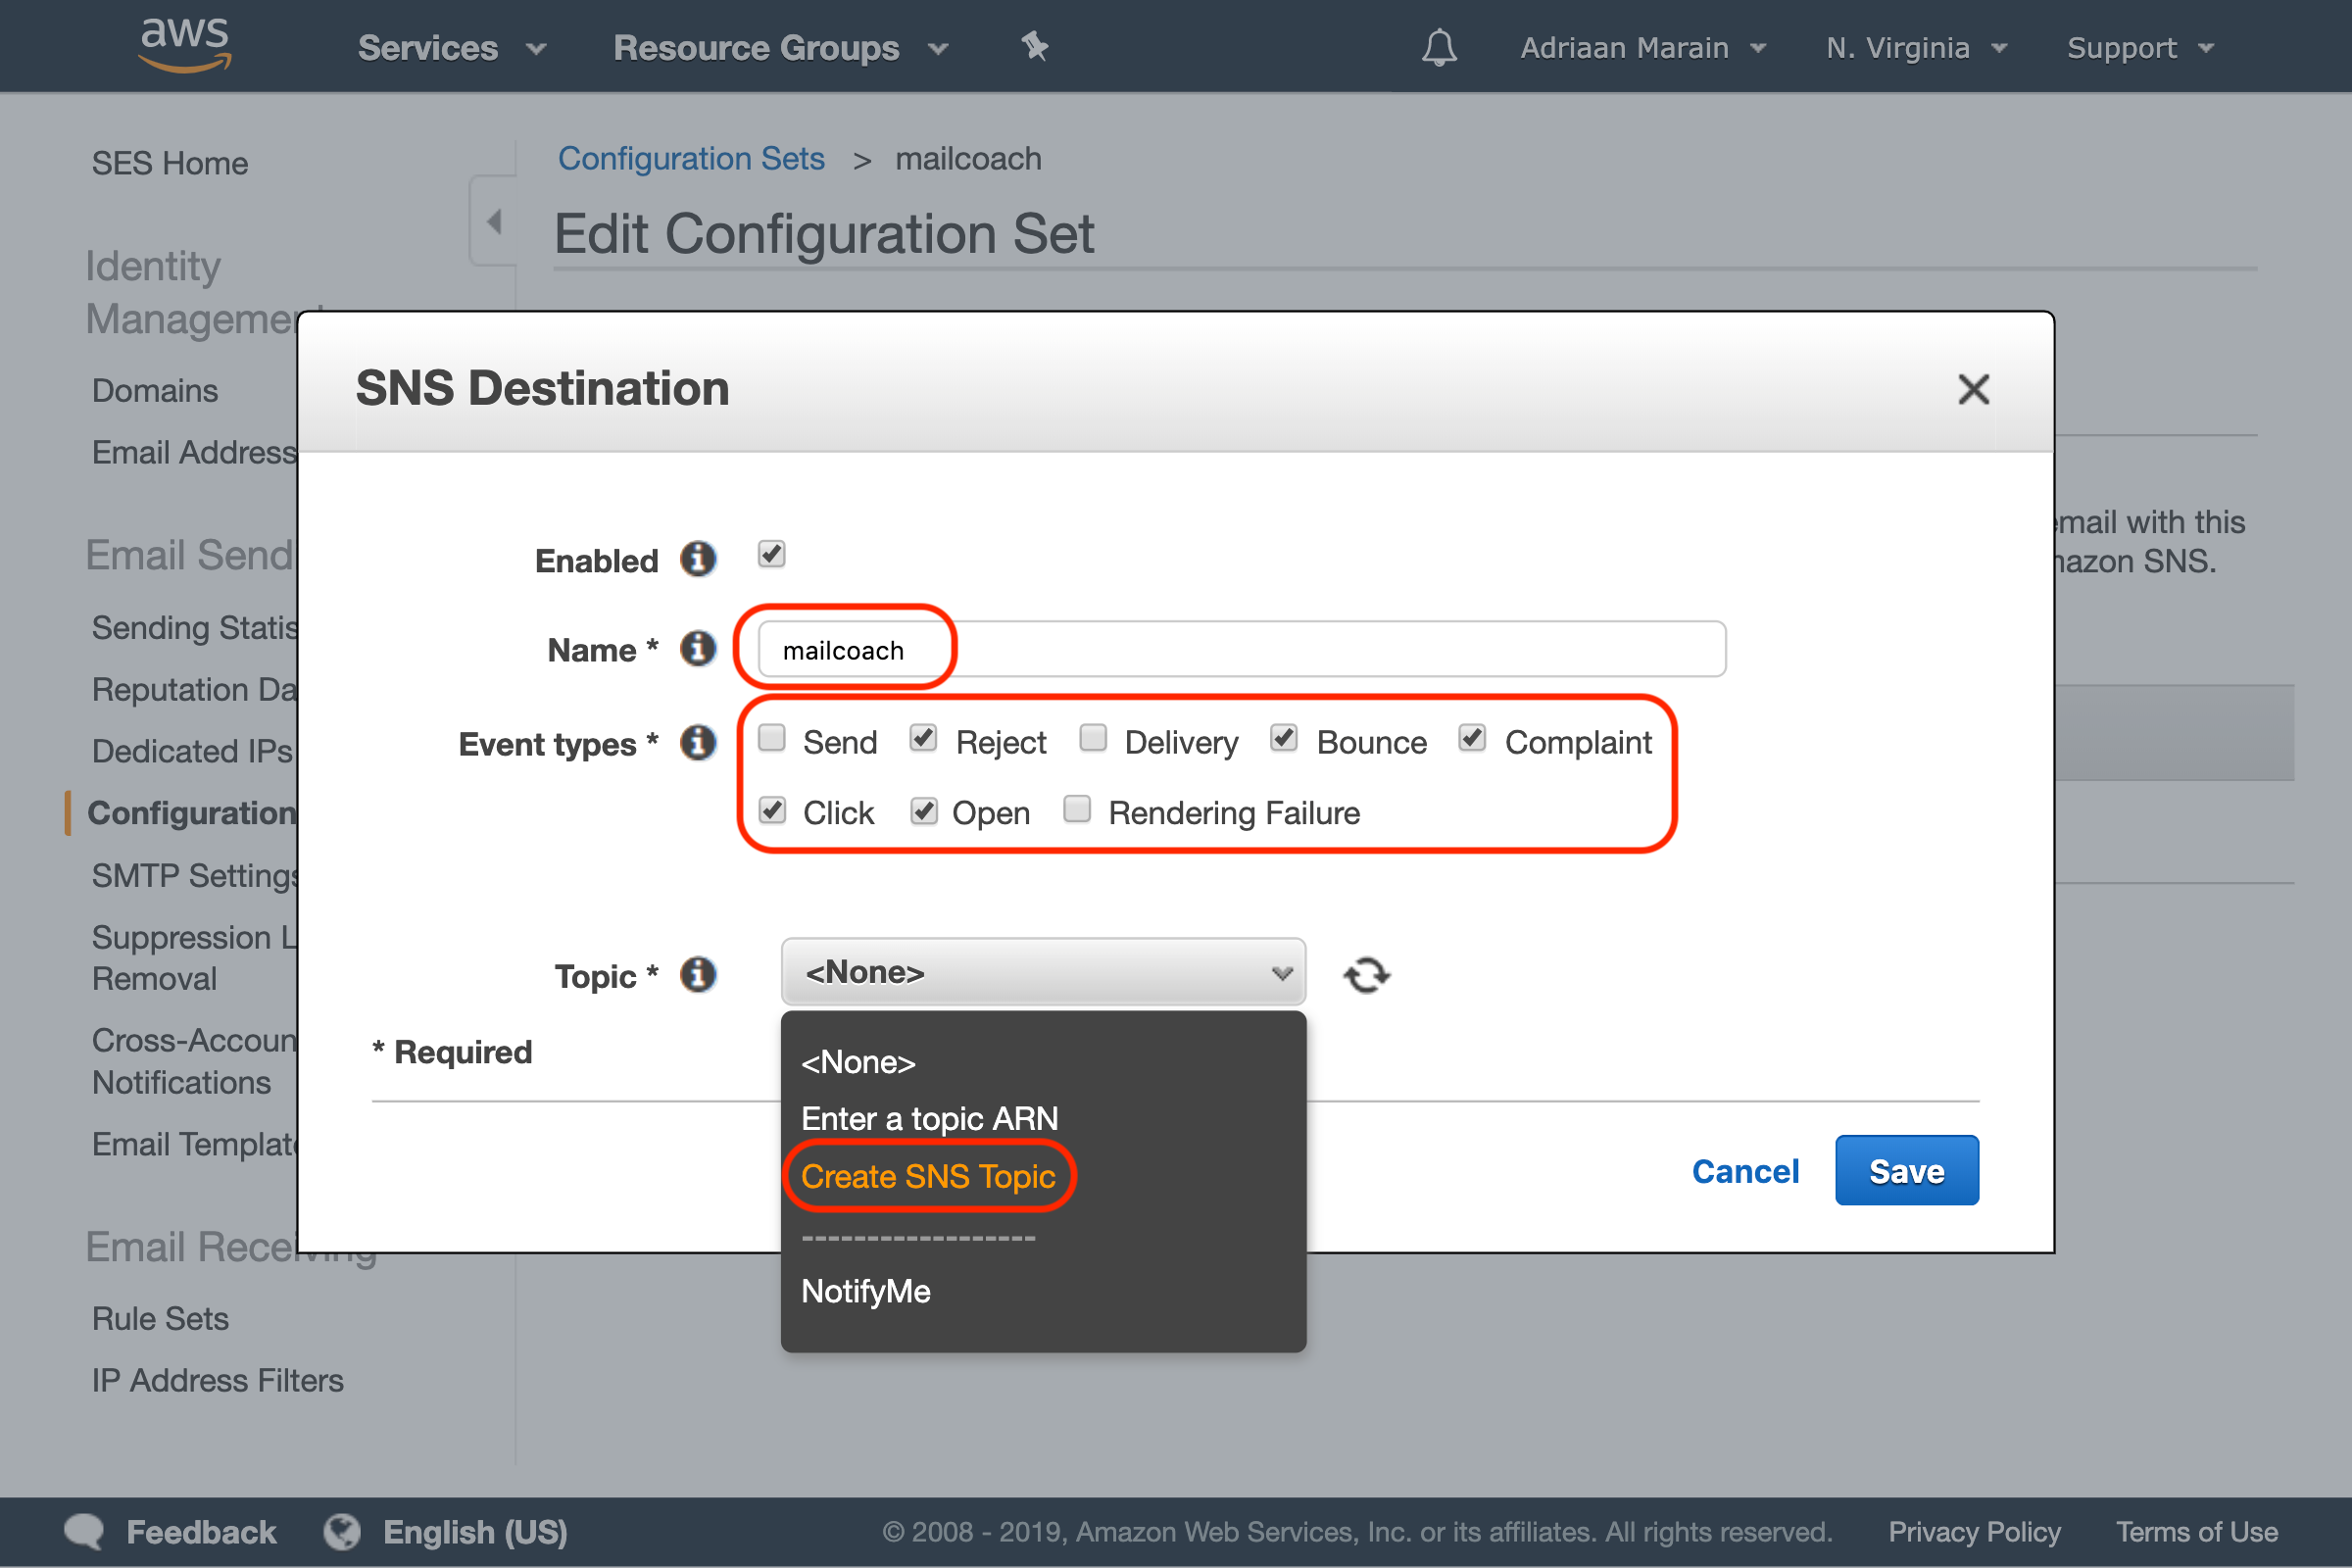 aws Services Resource Groups Adriaan Marain N. Virginia Support
SES Home
Identity
Management
Domains
Email Address
Email Send
Sending Statis
Reputation Da
Dedicated IPs
Configuration
SMTP Settings
Suppression L
Removal
Cross-Accoun
Notifications
Email Template
Email Receiving
Rule Sets
IP Address Filters
Configuration Sets > mailcoach
Edit Configuration Set
email with this
mazon SNS.
SNS Destination
Enabled
Name * mailcoach
Event types * Send Reject Delivery Bounce Complaint
Click Open Rendering Failure
Topic * <None>
* Required
<None>
Enter a topic ARN
Create SNS Topic
------------------
NotifyMe
Cancel Save
Feedback English (US) © 2008 - 2019, Amazon Web Services, Inc. or its affiliates. All rights reserved. Privacy Policy Terms of Use